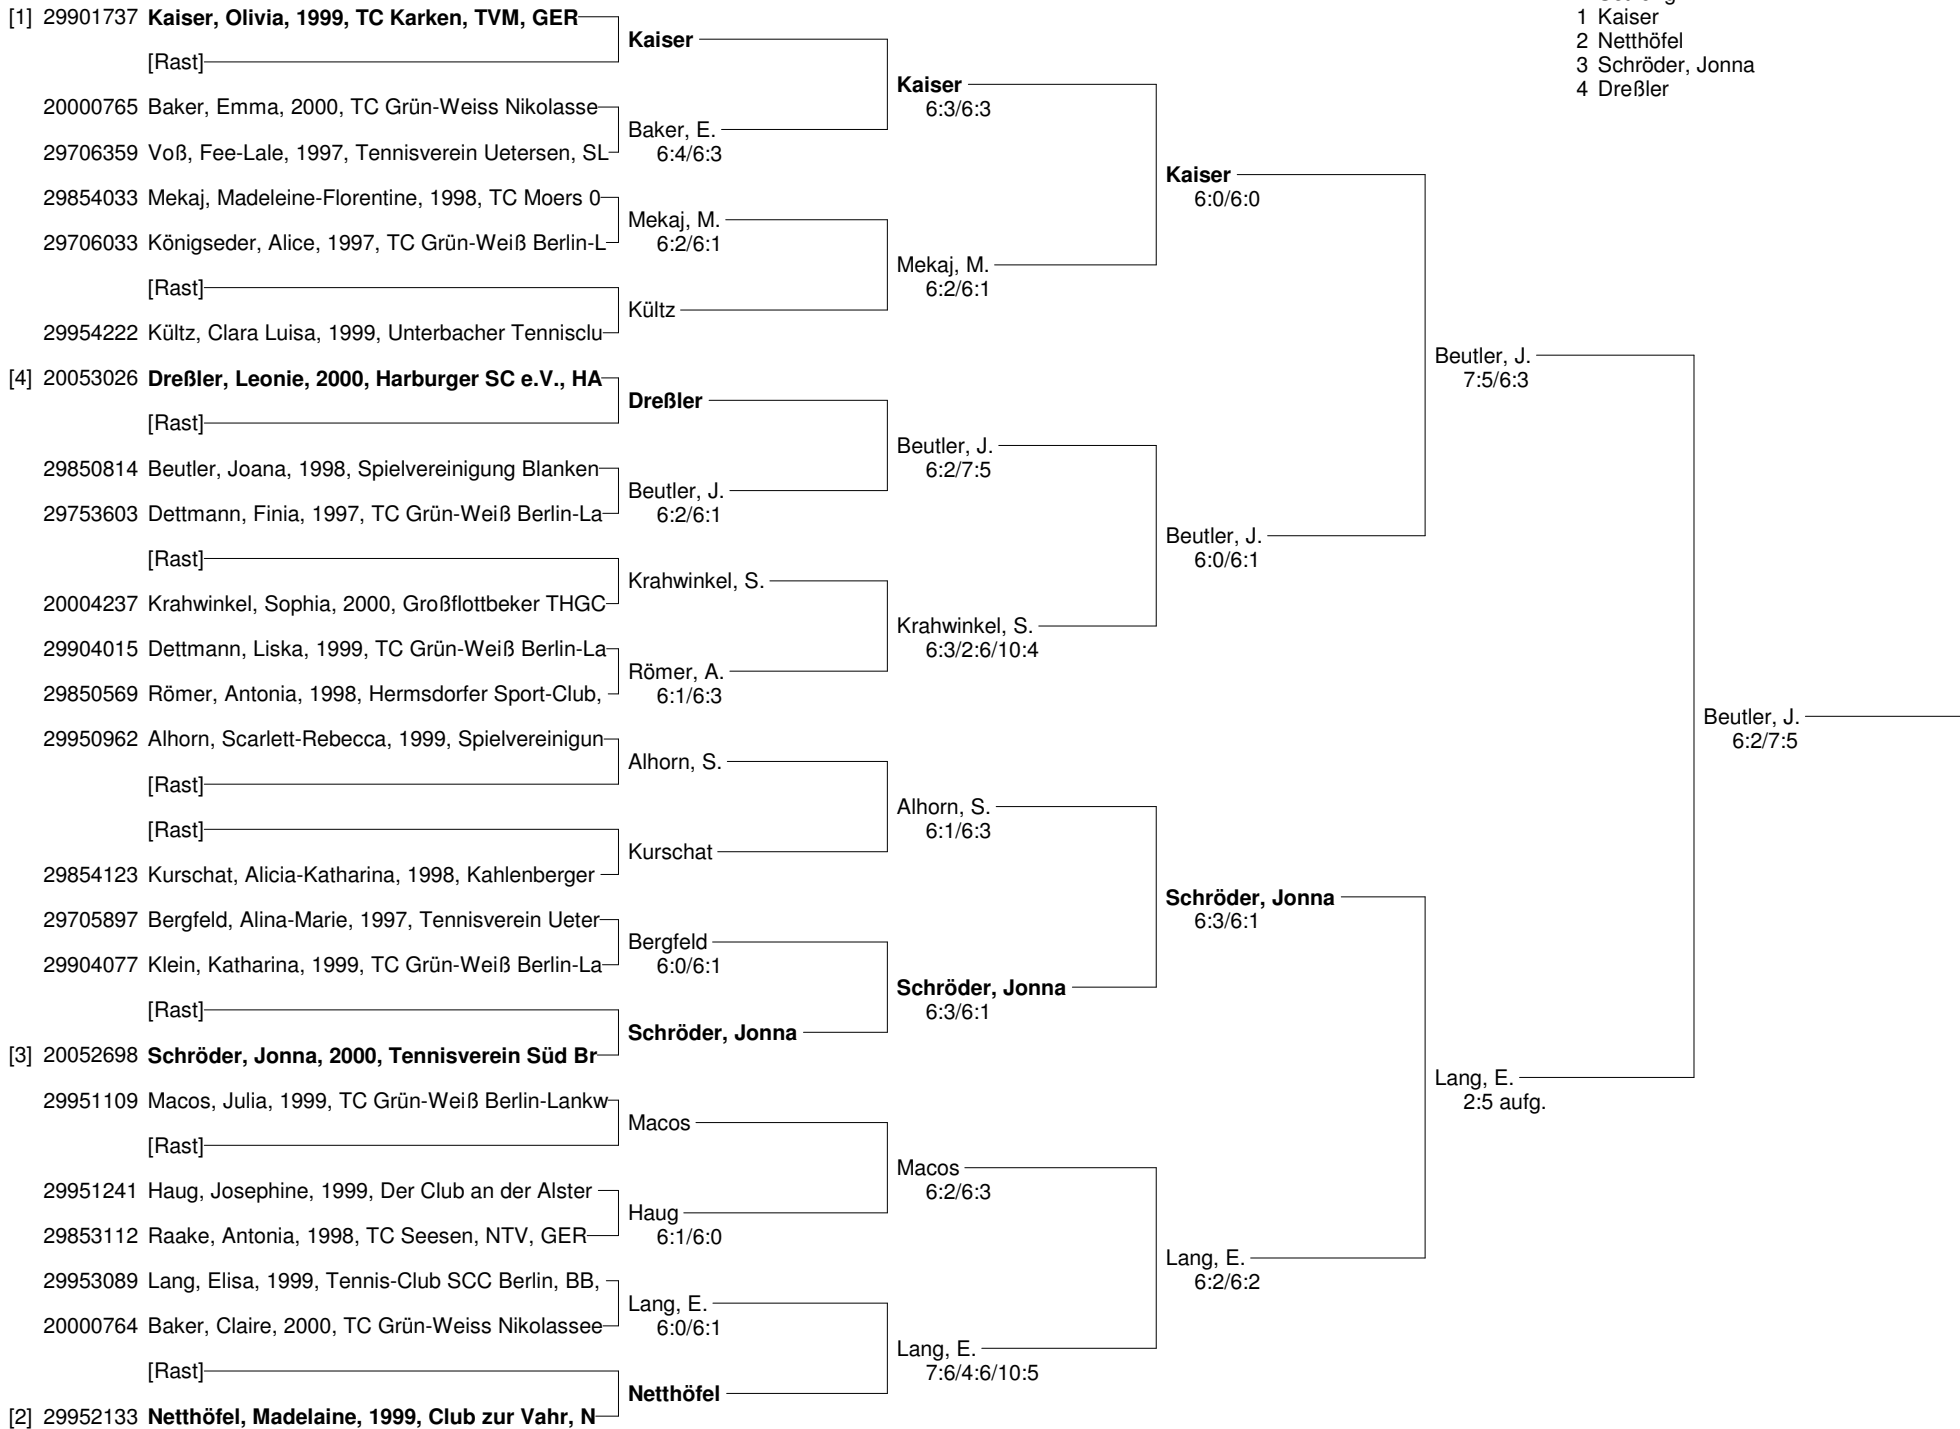 [1] 29901737 Kaiser, Olivia, 1999, TC Karken, TVM, GER
[Rast]
20000765 Baker, Emma, 2000, TC Grün-Weiss Nikolasse
29706359 Voß, Fee-Lale, 1997, Tennisverein Uetersen, SL
29854033 Mekaj, Madeleine-Florentine, 1998, TC Moers 0
29706033 Königseder, Alice, 1997, TC Grün-Weiß Berlin-L
[Rast]
29954222 Kültz, Clara Luisa, 1999, Unterbacher Tennisclu
[4] 20053026 Dreßler, Leonie, 2000, Harburger SC e.V., HA
[Rast]
29850814 Beutler, Joana, 1998, Spielvereinigung Blanken
29753603 Dettmann, Finia, 1997, TC Grün-Weiß Berlin-La
[Rast]
20004237 Krahwinkel, Sophia, 2000, Großflottbeker THGC
29904015 Dettmann, Liska, 1999, TC Grün-Weiß Berlin-La
29850569 Römer, Antonia, 1998, Hermsdorfer Sport-Club,
29950962 Alhorn, Scarlett-Rebecca, 1999, Spielvereinigun
[Rast]
[Rast]
29854123 Kurschat, Alicia-Katharina, 1998, Kahlenberger
29705897 Bergfeld, Alina-Marie, 1997, Tennisverein Ueter
29904077 Klein, Katharina, 1999, TC Grün-Weiß Berlin-La
[Rast]
[3] 20052698 Schröder, Jonna, 2000, Tennisverein Süd Br
29951109 Macos, Julia, 1999, TC Grün-Weiß Berlin-Lankw
[Rast]
29951241 Haug, Josephine, 1999, Der Club an der Alster
29853112 Raake, Antonia, 1998, TC Seesen, NTV, GER
29953089 Lang, Elisa, 1999, Tennis-Club SCC Berlin, BB,
20000764 Baker, Claire, 2000, TC Grün-Weiss Nikolassee
[Rast]
[2] 29952133 Netthöfel, Madelaine, 1999, Club zur Vahr, N
Kaiser
Baker, E.
6:4/6:3
Mekaj, M.
6:2/6:1
Kültz
Dreßler
Beutler, J.
6:2/6:1
Krahwinkel, S.
Römer, A.
6:1/6:3
Alhorn, S.
Kurschat
Bergfeld
6:0/6:1
Schröder, Jonna
Macos
Haug
6:1/6:0
Lang, E.
6:0/6:1
Netthöfel
Kaiser
6:3/6:3
Mekaj, M.
6:2/6:1
Beutler, J.
6:2/7:5
Krahwinkel, S.
6:3/2:6/10:4
Alhorn, S.
6:1/6:3
Schröder, Jonna
6:3/6:1
Macos
6:2/6:3
Lang, E.
7:6/4:6/10:5
Kaiser
6:0/6:0
Beutler, J.
6:0/6:1
Schröder, Jonna
6:3/6:1
Lang, E.
6:2/6:2
Beutler, J.
7:5/6:3
Lang, E.
2:5 aufg.
Beutler, J.
6:2/7:5
1 Kaiser
2 Netthöfel
3 Schröder, Jonna
4 Dreßler